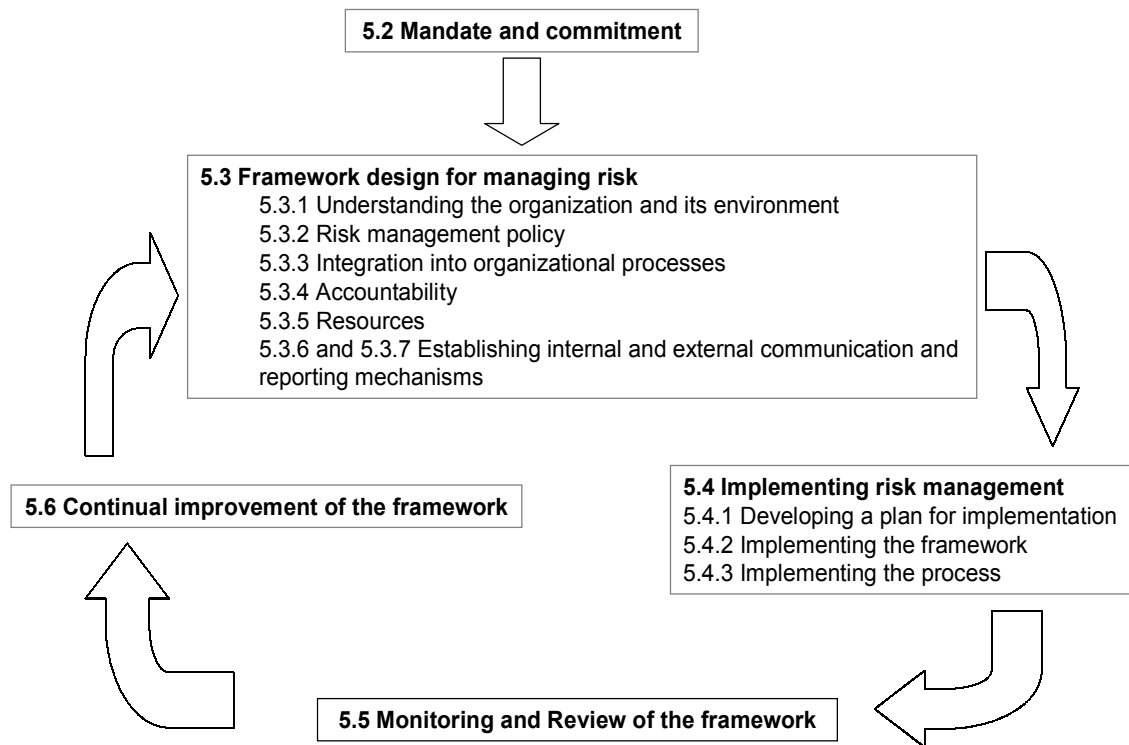 5.2 Mandate and commitment
5.3 Framework design for managing risk
5.3.1 Understanding the organization and its environment
5.3.2 Risk management policy
5.3.3 Integration into organizational processes
5.3.4 Accountability
5.3.5 Resources
5.3.6 and 5.3.7 Establishing internal and external communication and
reporting mechanisms
5.4 Implementing risk management
5.4.1 Developing a plan for implementation
5.4.2 Implementing the framework
5.4.3 Implementing the process
5.6 Continual improvement of the framework
5.5 Monitoring and Review of the framework